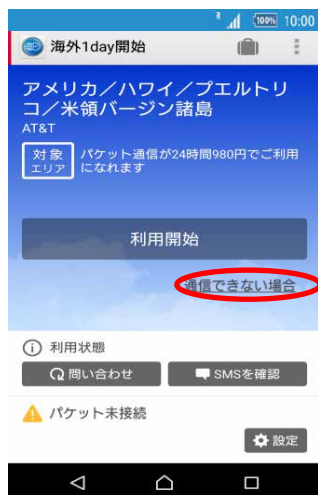 100% 10:00
海外1day開始
アメリカ/ハワイ/プエルトリ
コ/米領バージン諸島
AT&T
対象
エリア
パケット通信が24時間980円でご利用
になれます
利用開始
通信できない場合
利用状態
問い合わせ
SMSを確認
パケット未接続
設定